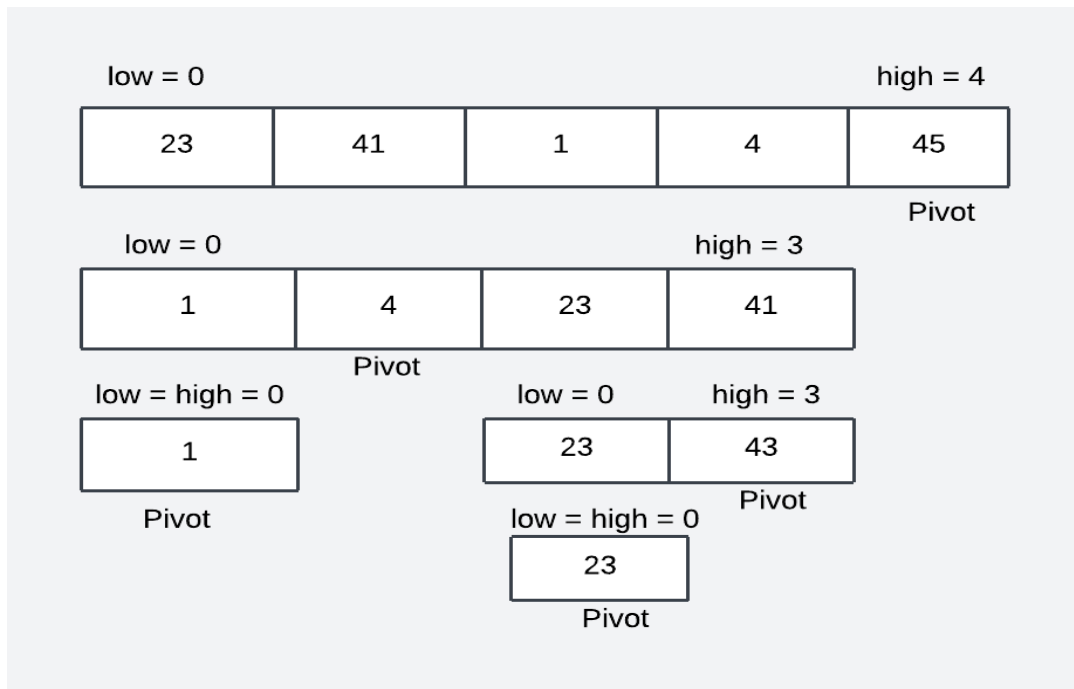 low = 0 high = 4
23 41 1 4 45
Pivot
low = 0 high = 3
1 4 23 41
Pivot
low = high = 0 low = 0 high = 3
1 23 43
Pivot Pivot
low = high = 0
23
Pivot